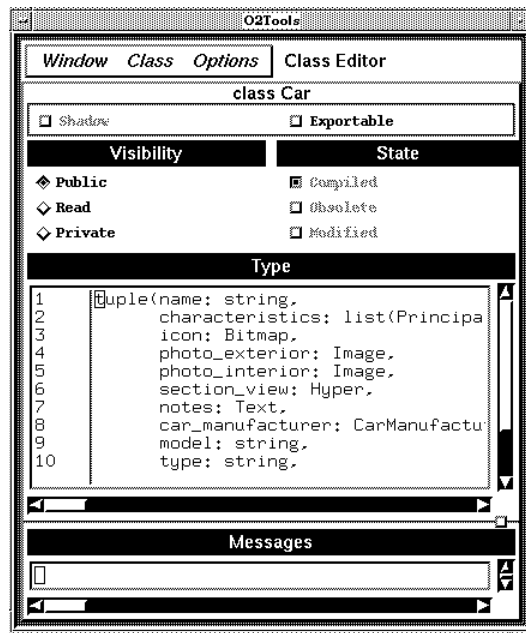 O2Tools
Window Class Options Class Editor
class Car
Shadow Exportable
Visibility State
Public Compiled
Read Obsolete
Private Modified
Type
1 tuple(name: string,
2 characteristics: list(Principa
3 icon: Bitmap,
4 photo_exterior: Image,
5 photo_interior: Image,
6 section_view: Hyper,
7 notes: Text,
8 car_manufacturer: CarManufactu
9 model: string,
10 type: string,
Messages